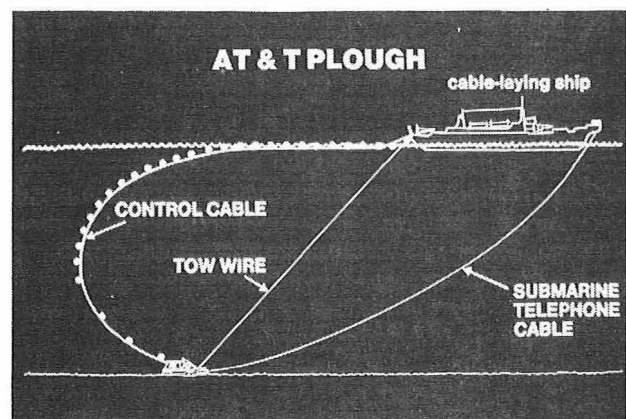 AT & T PLOUGH
cable-laying ship
CONTROL CABLE
TOW WIRE
SUBMARINE
TELEPHONE
CABLE